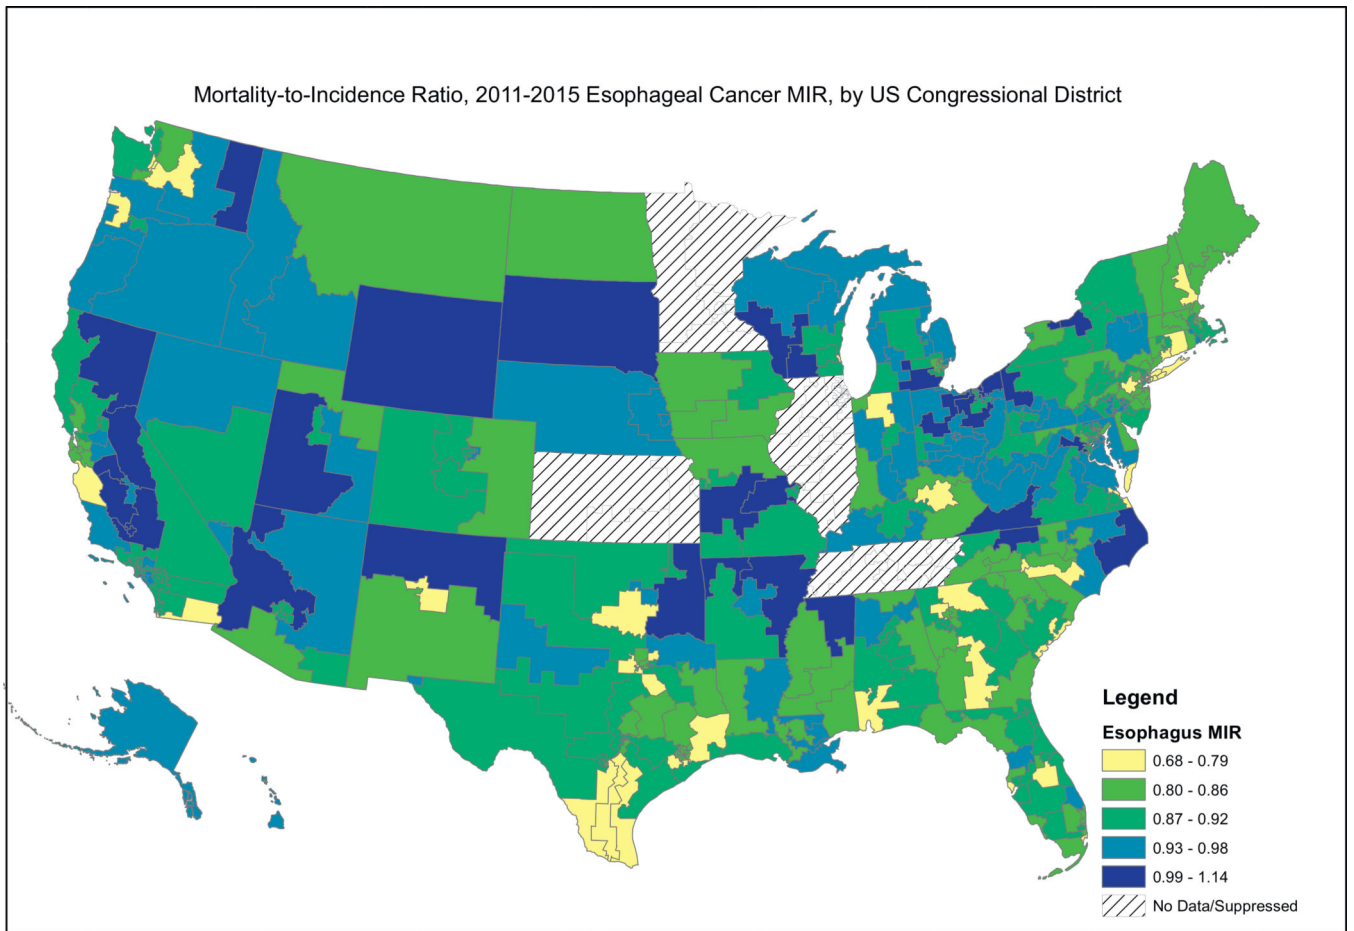 Mortality-to-Incidence Ratio, 2011-2015 Esophageal Cancer MIR, by US Congressional District
Legend
Esophagus MIR
0.68 - 0.79
0.80 - 0.86
0.87 - 0.92
0.93 - 0.98
0.99 - 1.14
No Data/Suppressed